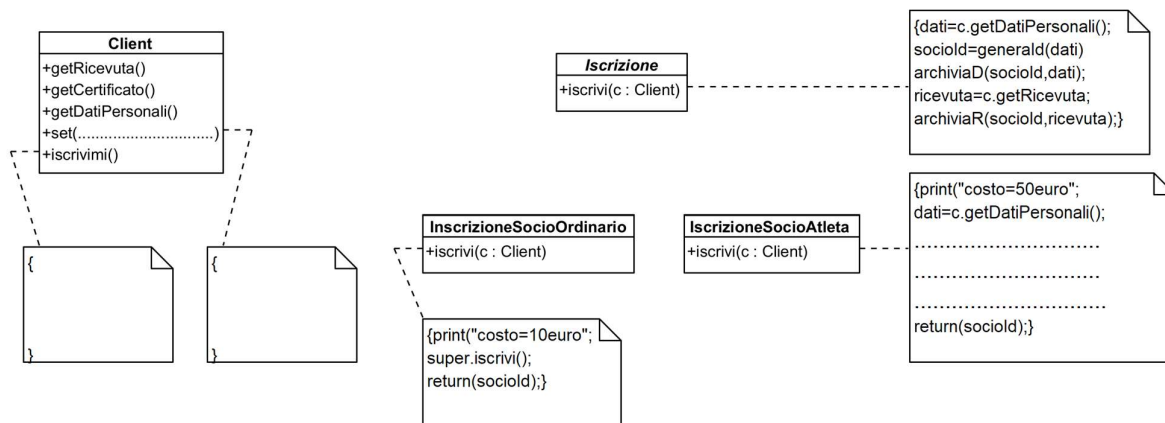 Client
+getRicevuta()
+getCertificato()
+getDatiPersonali()
+set(...............................)
+iscrivimi()
{
}
{
}
Iscrizione
+iscrivi(c : Client)
{dati=c.getDatiPersonali();
socioId=generaId(dati)
archiviaD(socioId,dati);
ricevuta=c.getRicevuta;
archiviaR(socioId,ricevuta);}
InscrizioneSocioOrdinario
+iscrivi(c : Client)
{print("costo=10euro";
super.iscrivi();
return(socioId);}
IscrizioneSocioAtleta
+iscrivi(c : Client)
{print("costo=50euro";
dati=c.getDatiPersonali();
.............................
.............................
..............................
return(socioId);}